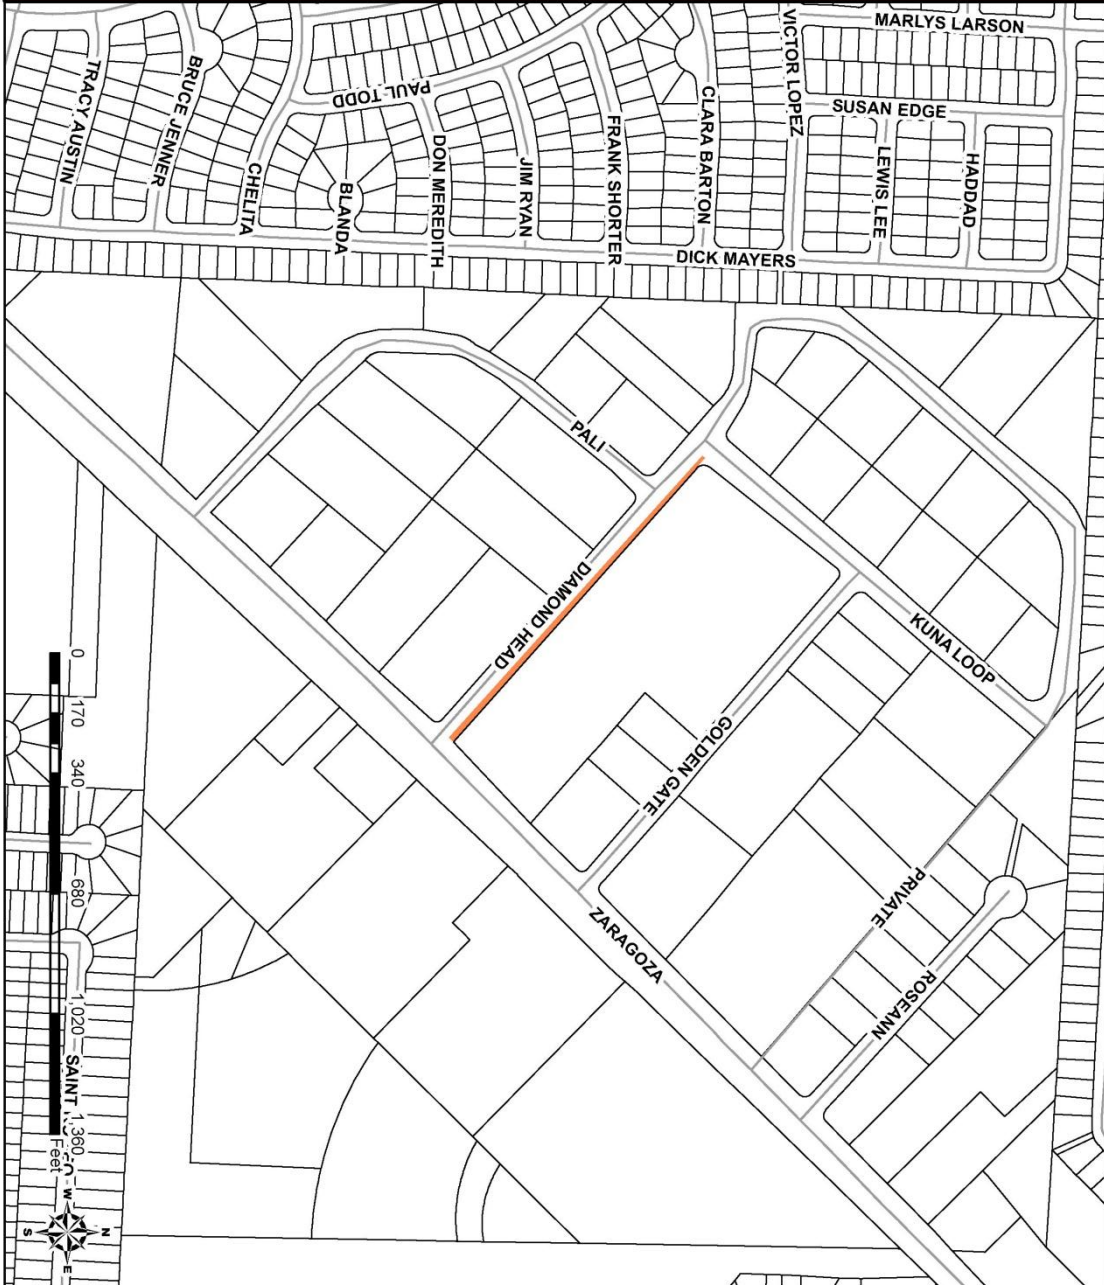 MARLYS LARSON
VICTOR LOPEZ
SUSAN EDGE
TRACY AUSTIN
BRUCE JENNER
CHELITA
PAUL TODD
BLANDA
DON MEREDITH
JIM RYAN
FRANK SHORTER
CLARA BARTON
LEWIS LEE
HADDAD
DICK MAYERS
PALI
DIAMOND HEAD
KUNA LOOP
GOLDEN GATE
PRIVATE
ZARAGOZA
ROSEANN
0 170 340 680 1,020 1,360
Feet
SAINT
N
W
E
S